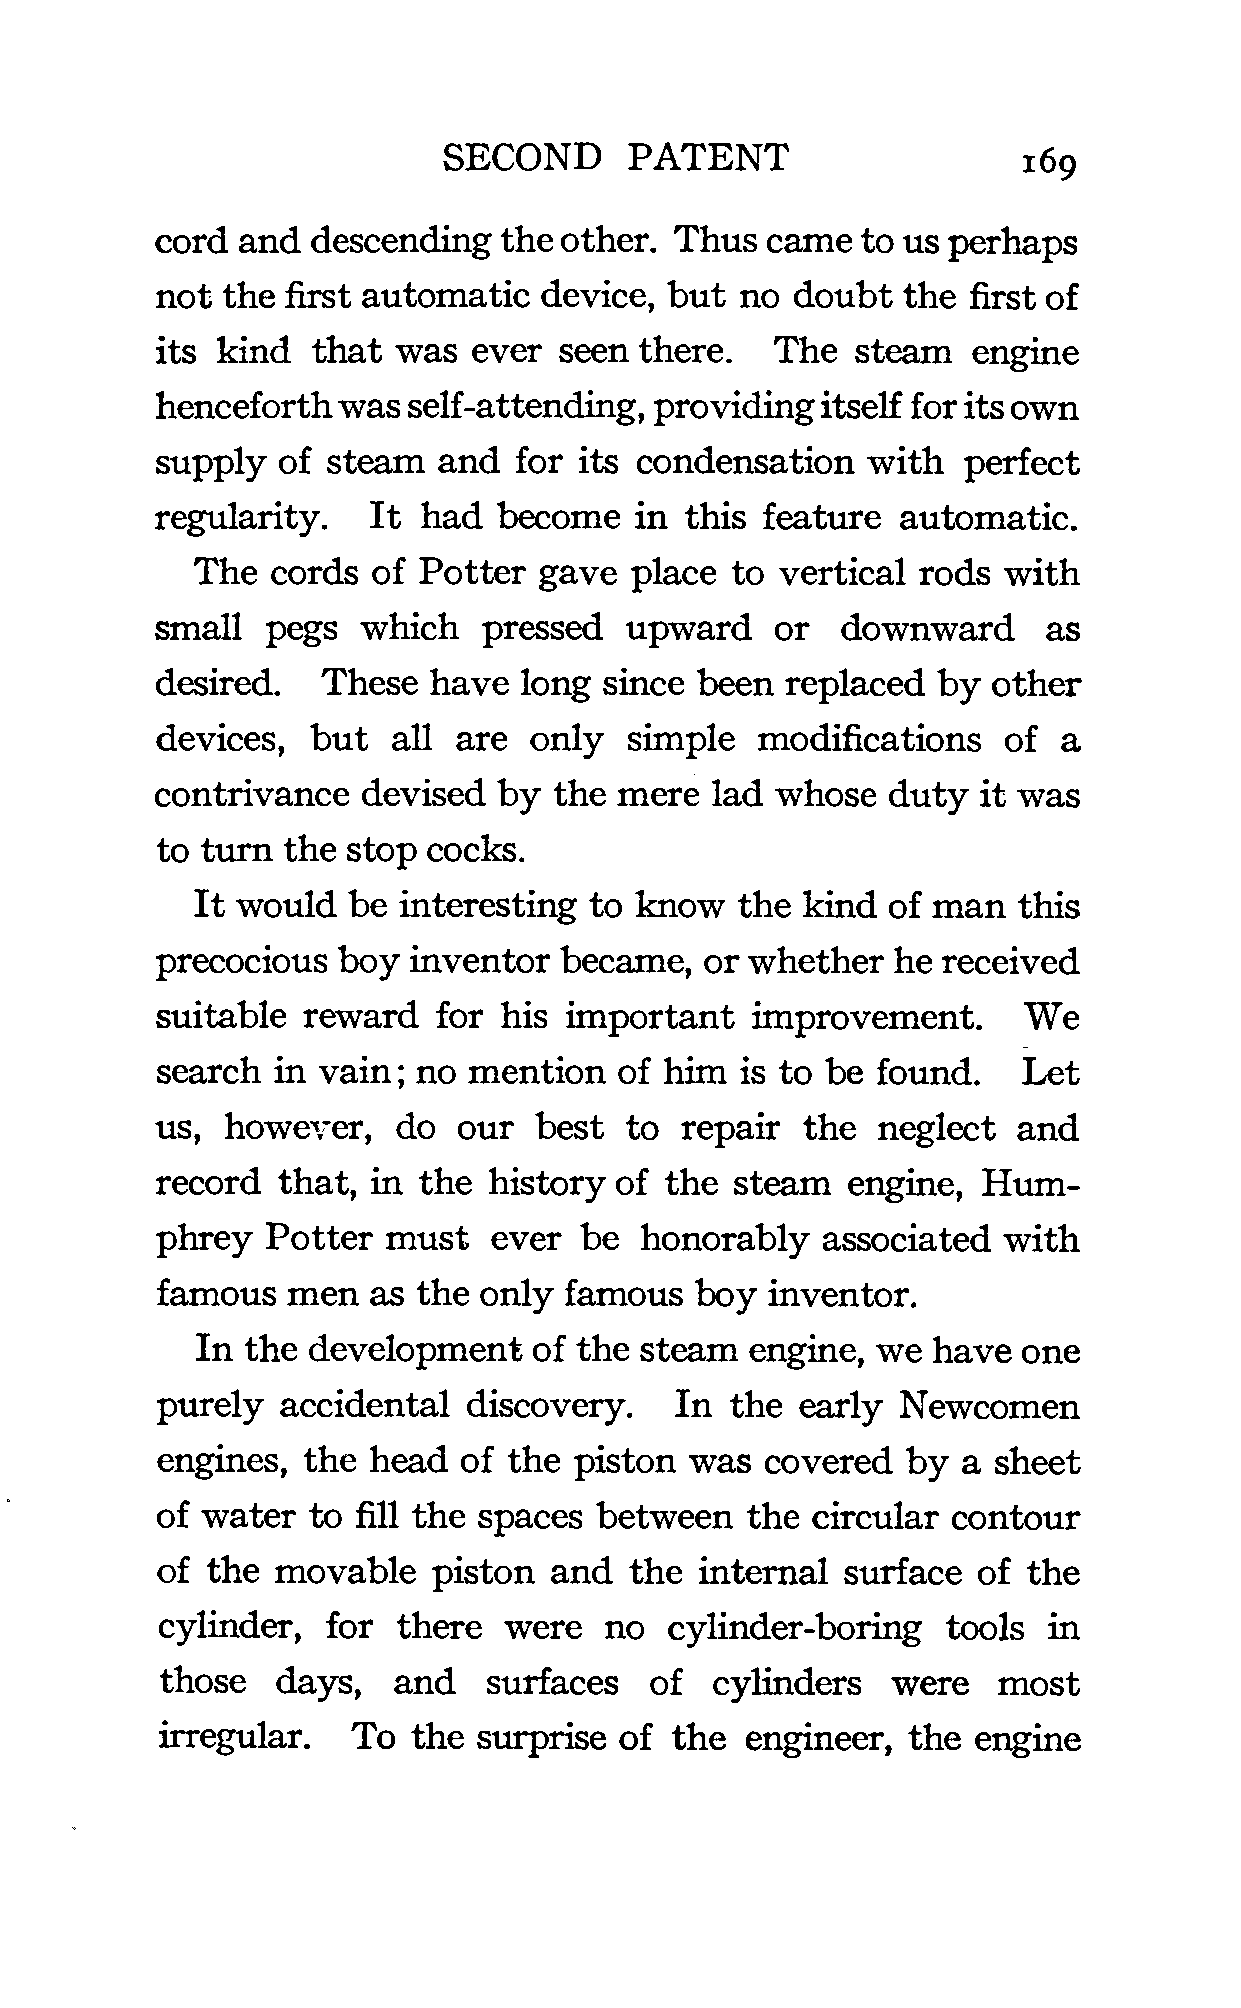 SECOND PATENT 169
cord and descending the other. Thus came to us perhaps
not the first automatic device, but no doubt the first of
its kind that was ever seen there. The steam engine
henceforth was self-attending, providing itself for its own
supply of steam and for its condensation with perfect
regularity. It had become in this feature automatic.
The cords of Potter gave place to vertical rods with
small pegs which pressed upward or downward as
desired. These have long since been replaced by other
devices, but all are only simple modifications of a
contrivance devised by the mere lad whose duty it was
to turn the stop cocks.
It would be interesting to know the kind of man this
precocious boy inventor became, or whether he received
suitable reward for his important improvement. We
search in vain; no mention of him is to be found. Let
us, however, do our best to repair the neglect and
record that, in the history of the steam engine, Hum-
phrey Potter must ever be honorably associated with
famous men as the only famous boy inventor.
In the development of the steam engine, we have one
purely accidental discovery. In the early Newcomen
engines, the head of the piston was covered by a sheet
of water to fill the spaces between the circular contour
of the movable piston and the internal surface of the
cylinder, for there were no cylinder-boring tools in
those days, and surfaces of cylinders were most
irregular. To the surprise of the engineer, the engine